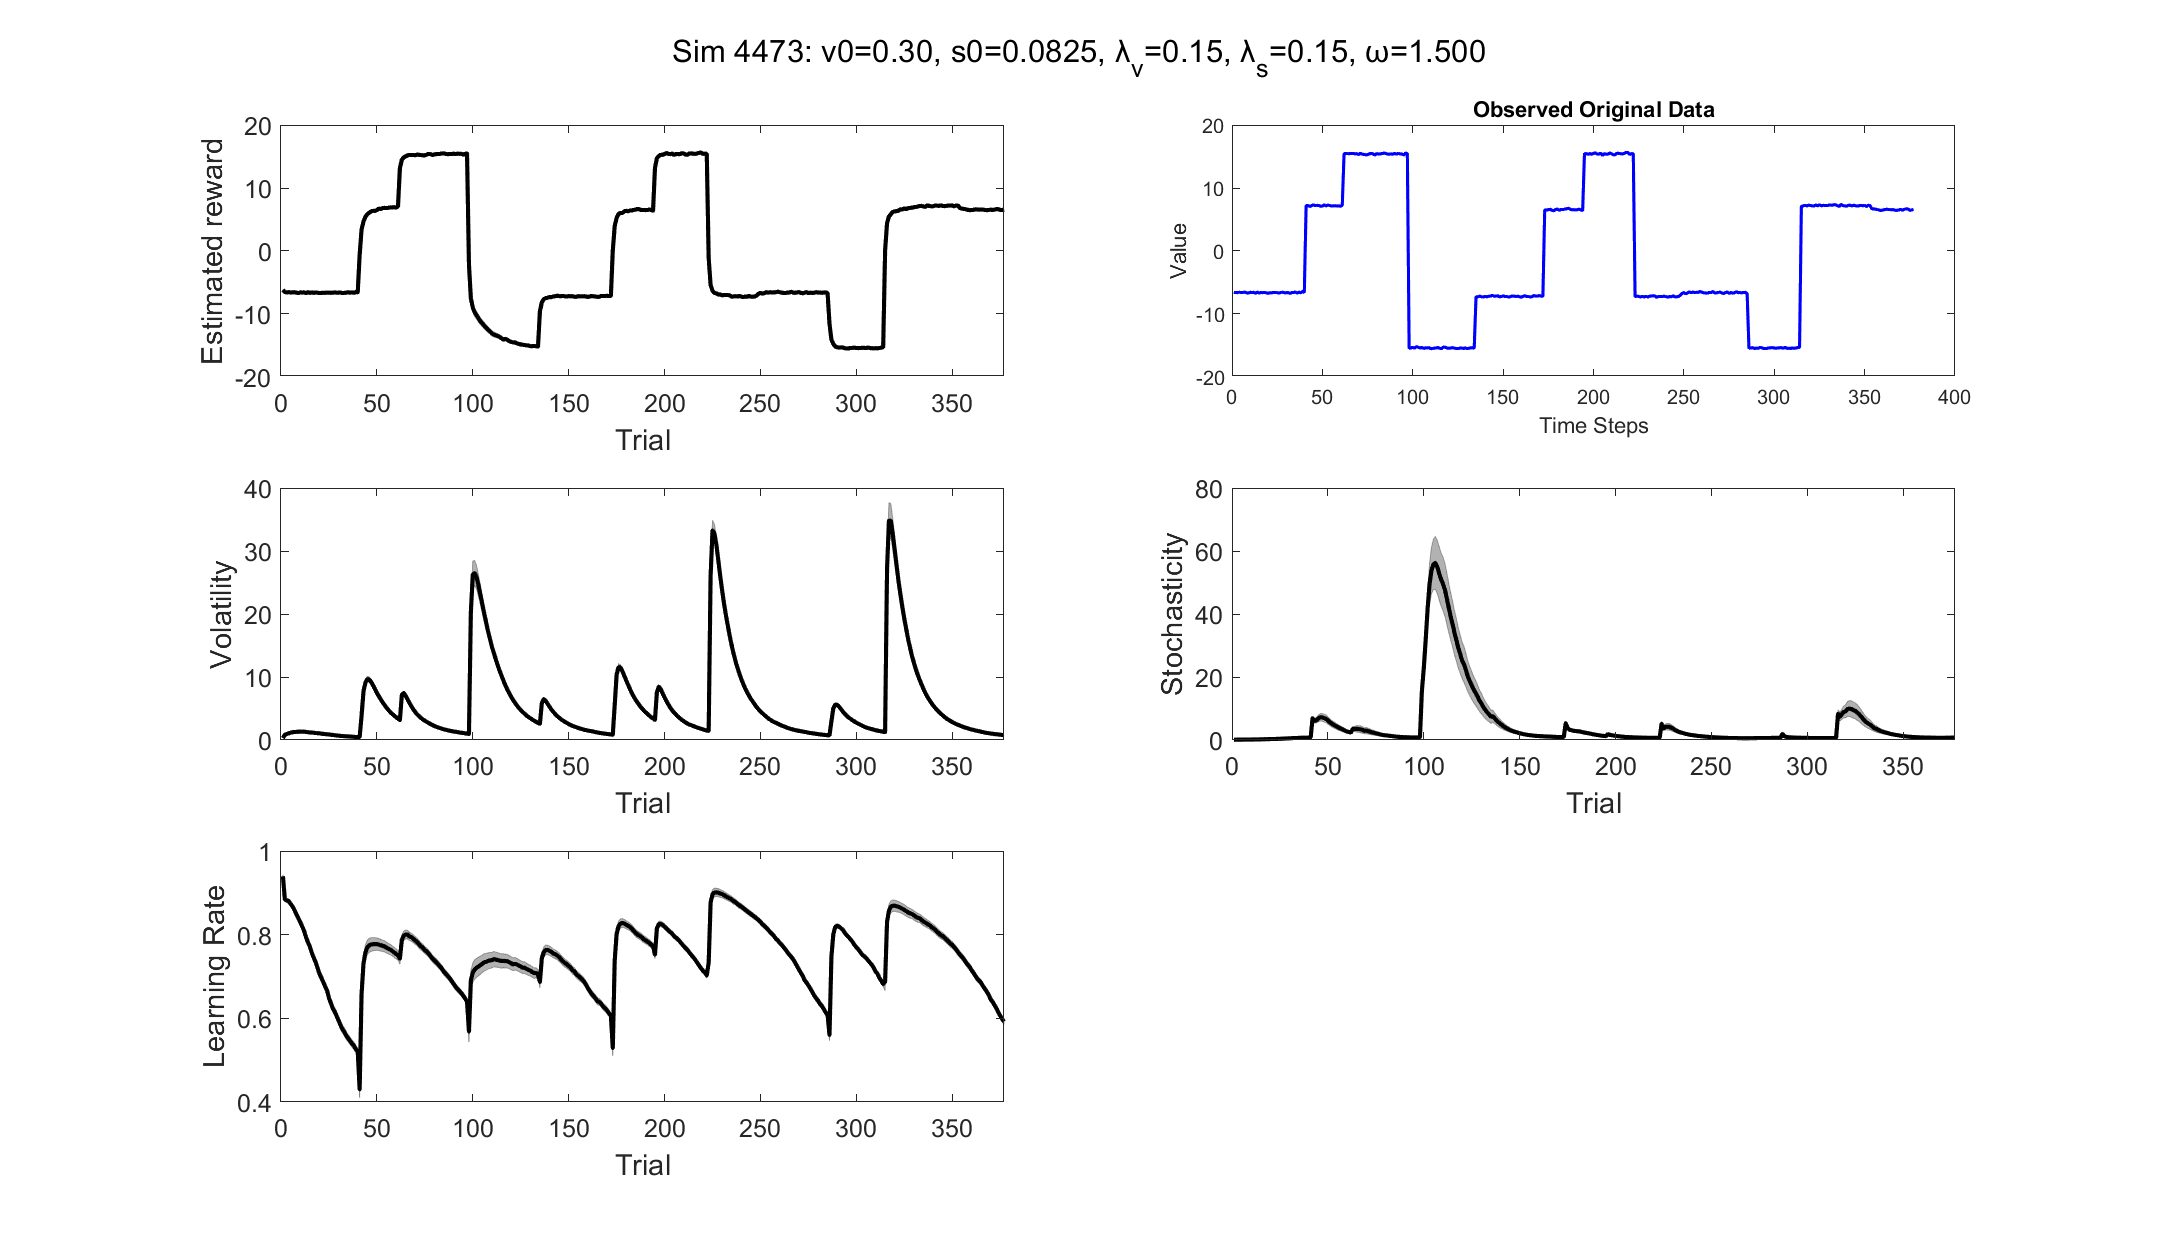 Sim 4473: v0=0.30, s0=0.0825, λ_v=0.15, λ_s=0.15, ω=1.500
Estimated reward
20
10
0
-10
-20
0 50 100 150 200 250 300 350
Trial
Observed Original Data
Value
20
10
0
-10
-20
0 50 100 150 200 250 300 350 400
Time Steps
Volatility
40
30
20
10
0
0 50 100 150 200 250 300 350
Trial
Stochasticity
80
60
40
20
0
0 50 100 150 200 250 300 350
Trial
Learning Rate
1
0.8
0.6
0.4
0 50 100 150 200 250 300 350
Trial